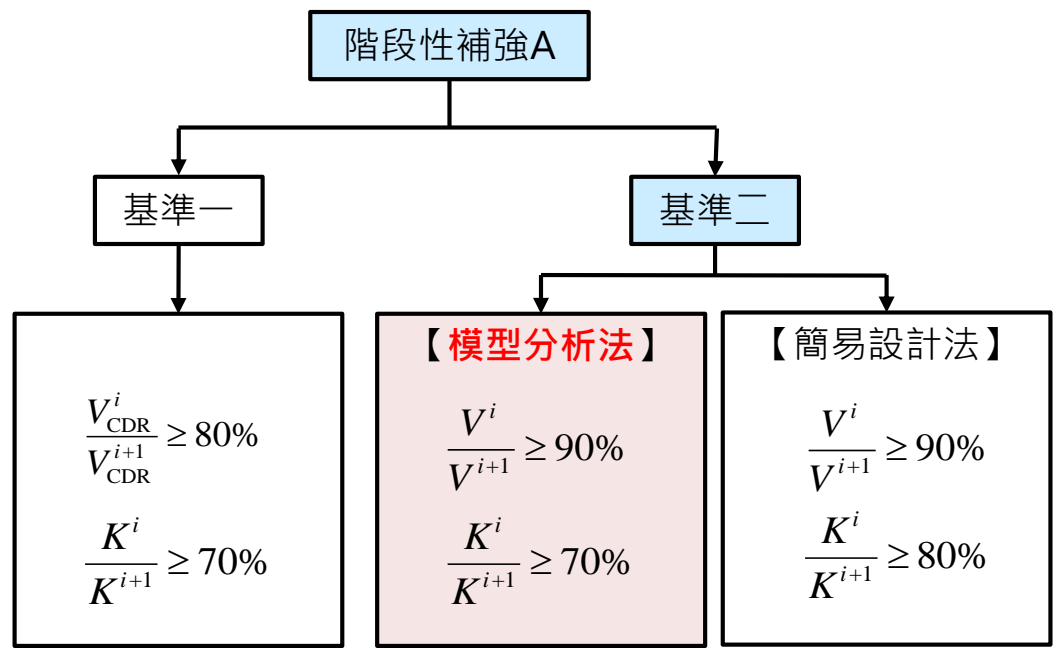 階段性補強A
基準一
基準二
V^i_CDR / V^{i+1}_CDR ≥ 80%
K^i / K^{i+1} ≥ 70%
【模型分析法】
V^i / V^{i+1} ≥ 90%
K^i / K^{i+1} ≥ 70%
【簡易設計法】
V^i / V^{i+1} ≥ 90%
K^i / K^{i+1} ≥ 80%